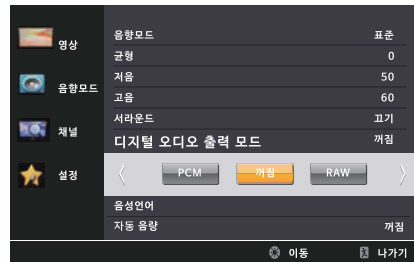 영상
음향모드
채널
설정
음향모드 표준
균형 0
저음 50
고음 60
서라운드 끄기
디지털 오디오 출력 모드 꺼짐
PCM 꺼짐 RAW
음성언어
자동 음량 꺼짐
이동 나가기